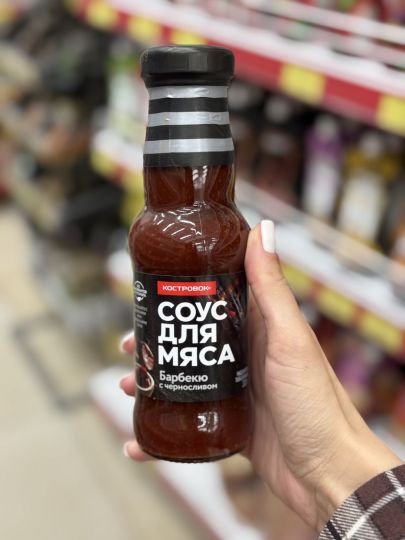 КОСТРОВОК
СОУС
ДЛЯ
МЯСА
Барбекю
с черносливом